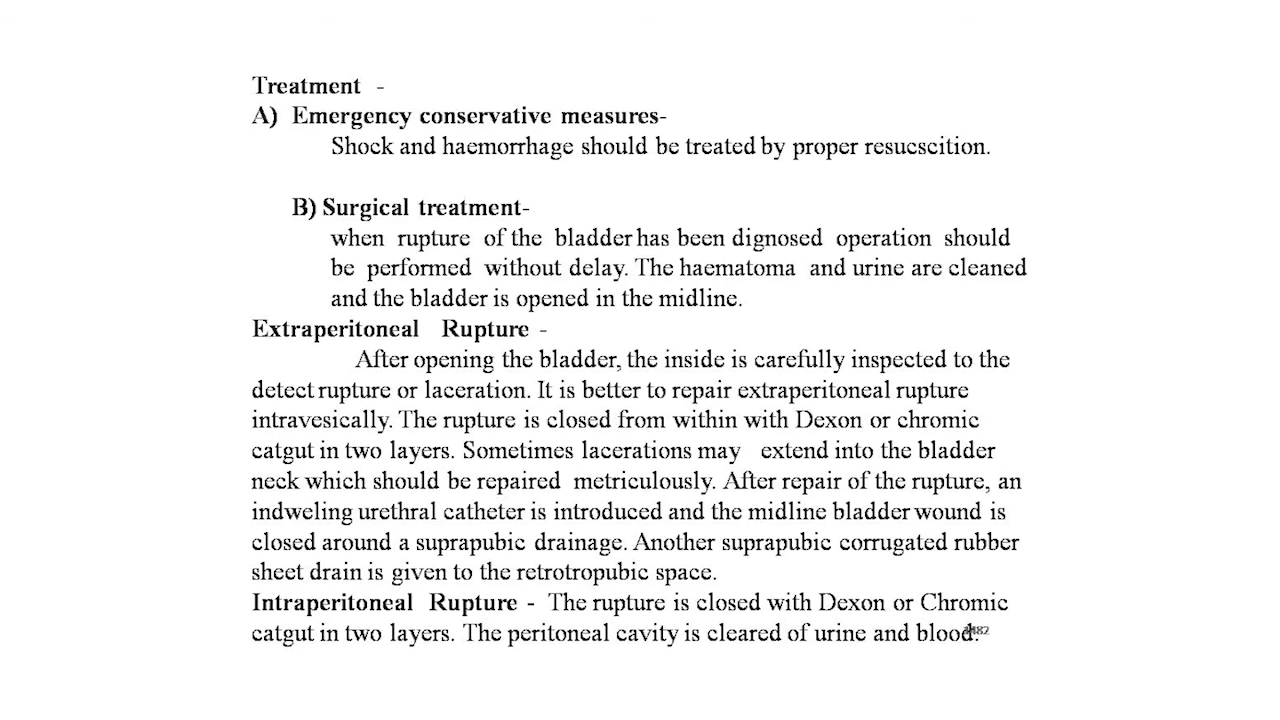 Treatment -
A) Emergency conservative measures-
Shock and haemorrhage should be treated by proper resucscition.
B) Surgical treatment-
when rupture of the bladder has been dignosed operation should
be performed without delay. The haematoma and urine are cleaned
and the bladder is opened in the midline.
Extraperitoneal Rupture -
After opening the bladder, the inside is carefully inspected to the
detect rupture or laceration. It is better to repair extraperitoneal rupture
intravesically. The rupture is closed from within with Dexon or chromic
catgut in two layers. Sometimes lacerations may extend into the bladder
neck which should be repaired metriculously. After repair of the rupture, an
indweling urethral catheter is introduced and the midline bladder wound is
closed around a suprapubic drainage. Another suprapubic corrugated rubber
sheet drain is given to the retrotropubic space.
Intraperitoneal Rupture - The rupture is closed with Dexon or Chromic
catgut in two layers. The peritoneal cavity is cleared of urine and blood.